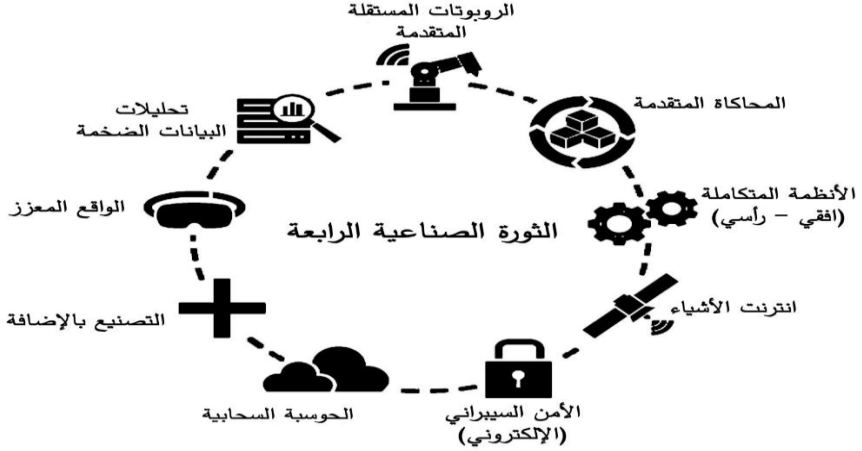 الروبوتات المستقلة
المتقدمة
المحاكاة المتقدمة
الأنظمة المتكاملة
(افقي – رأسي)
انترنت الأشياء
الأمن السيبراني
(الإلكتروني)
الحوسبة السحابية
التصنيع بالإضافة
الواقع المعزز
تحليلات
البيانات الضخمة
الثورة الصناعية الرابعة